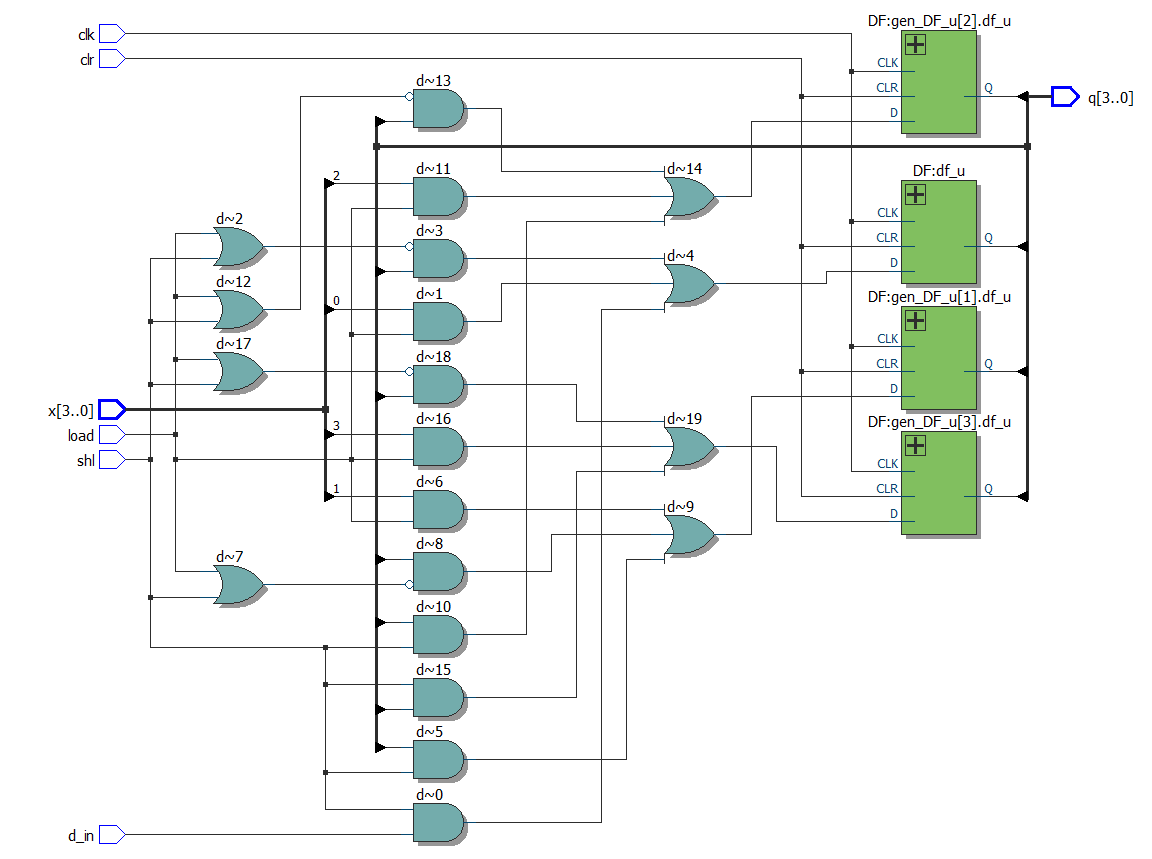 DF:gen_DF_u[2].df_u
clk
clr
CLK
CLR
D
Q
q[3..0]
d~13
d~11
2
d~14
DF:df_u
CLK
CLR
D
Q
d~2
d~3
d~4
d~12
0
d~1
DF:gen_DF_u[1].df_u
CLK
CLR
D
Q
d~17
d~18
x[3..0]
load
shl
3
d~16
d~19
DF:gen_DF_u[3].df_u
CLK
CLR
D
Q
1
d~6
d~9
d~7
d~8
d~10
d~15
d~5
d~0
d_in